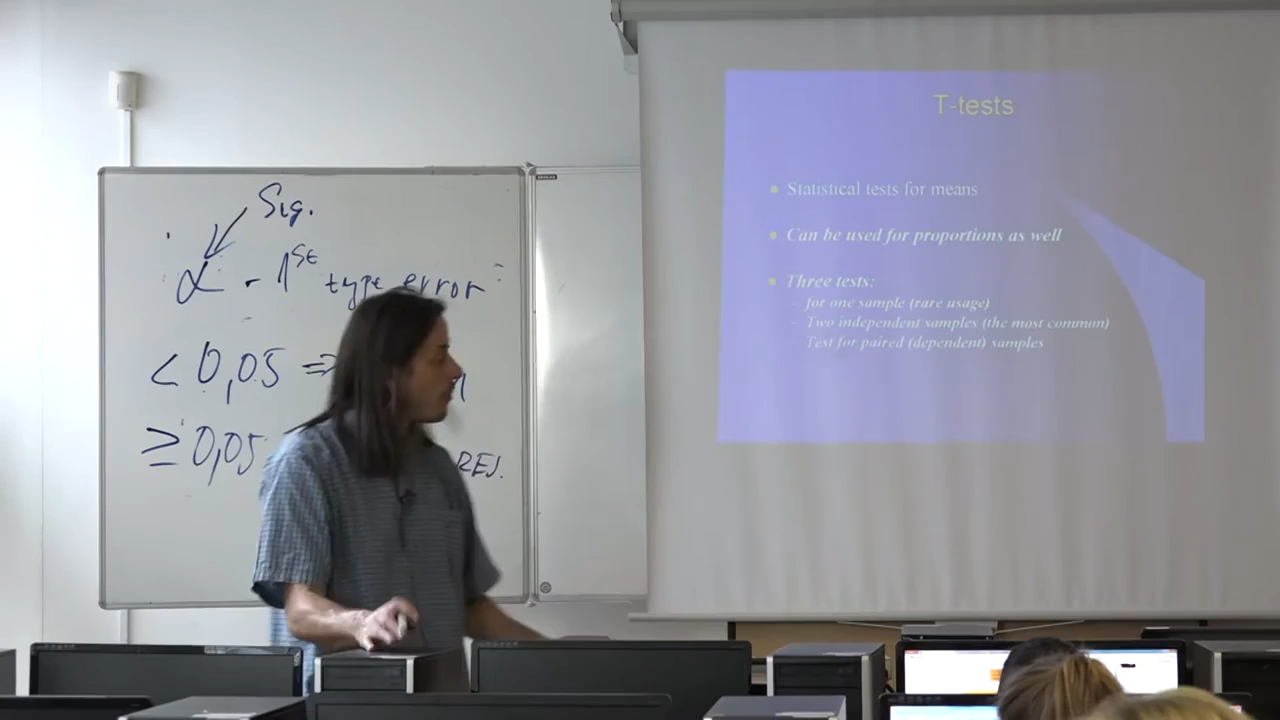 Sig.
α - 1st type error
< 0,05 ⇒
≥ 0,05
REJ.
T-tests
• Statistical tests for means
• Can be used for proportions as well
• Three tests:
– for one sample (rare usage)
– Two independent samples (the most common)
Test for paired (dependent) samples